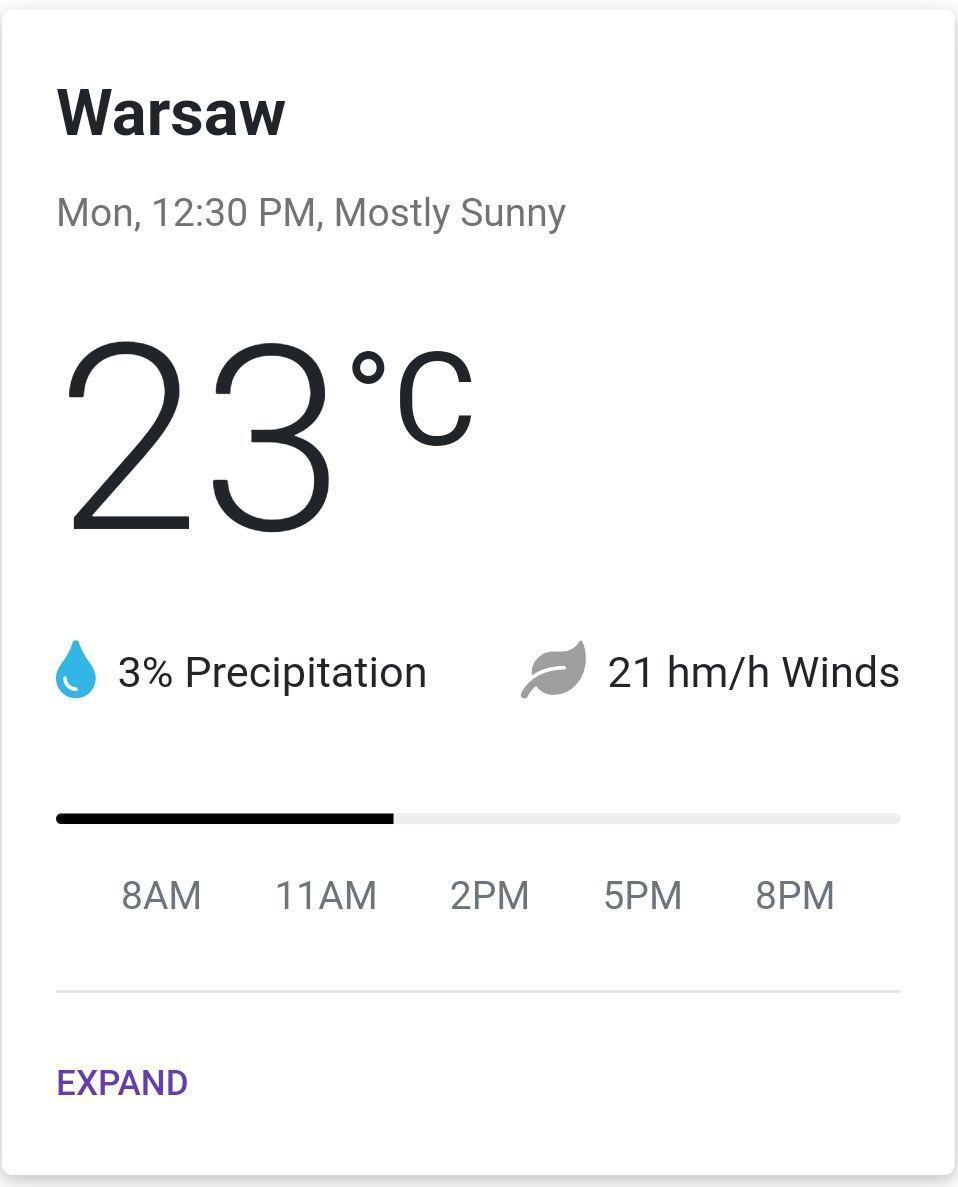 Warsaw
Mon, 12:30 PM, Mostly Sunny
23°C
3% Precipitation 21 hm/h Winds
8AM 11AM 2PM 5PM 8PM
EXPAND